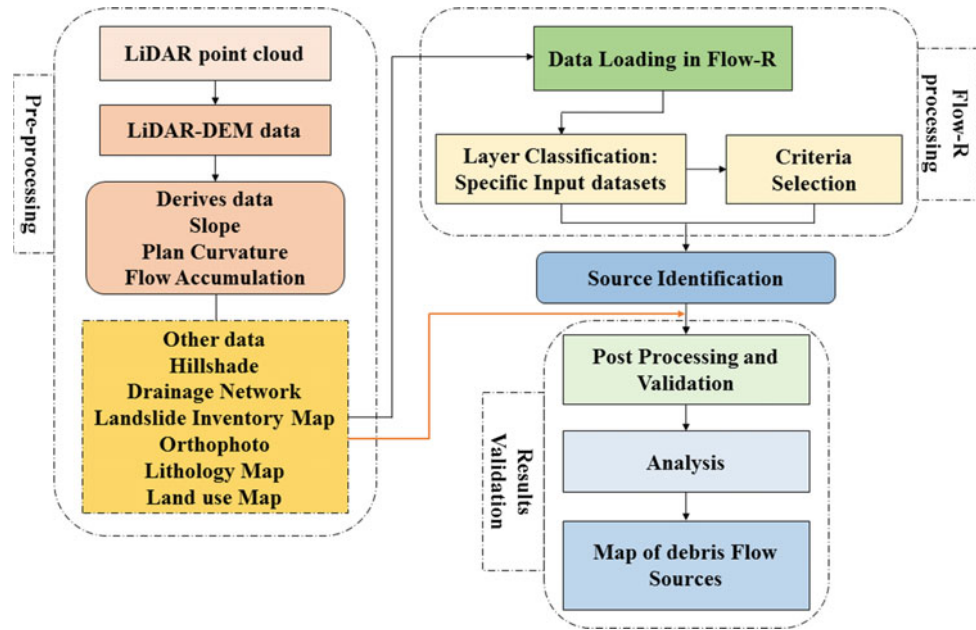 Pre-processing
LiDAR point cloud
LiDAR-DEM data
Derives data
Slope
Plan Curvature
Flow Accumulation
Other data
Hillshade
Drainage Network
Landslide Inventory Map
Orthophoto
Lithology Map
Land use Map
Flow-R
processing
Data Loading in Flow-R
Layer Classification:
Specific Input datasets
Criteria
Selection
Source Identification
Results
Validation
Post Processing and
Validation
Analysis
Map of debris Flow
Sources